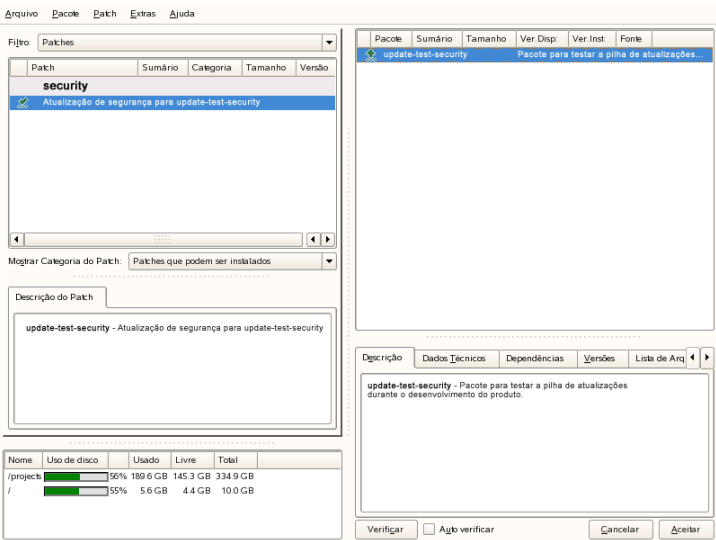 Arquivo Pacote Patch Extras Ajuda
Filtro: Patches
Patch Sumário Categoria Tamanho Versão
security
Atualização de segurança para update-test-security
Mostrar Categoria do Patch: Patches que podem ser instalados
Descrição do Patch
update-test-security - Atualização de segurança para update-test-security
Nome Uso de disco Usado Livre Total
/projects 56% 189.6 GB 145.3 GB 334.9 GB
/ 55% 5.6 GB 4.4 GB 10.0 GB
Pacote Sumário Tamanho Ver.Disp: Ver.Inst: Fonte
update-test-security Pacote para testar a pilha de atualizações...
Descrição Dados Técnicos Dependências Versões Lista de Arq
update-test-security - Pacote para testar a pilha de atualizações
durante o desenvolvimento do produto.
Verificar Auto verificar Cancelar Aceitar